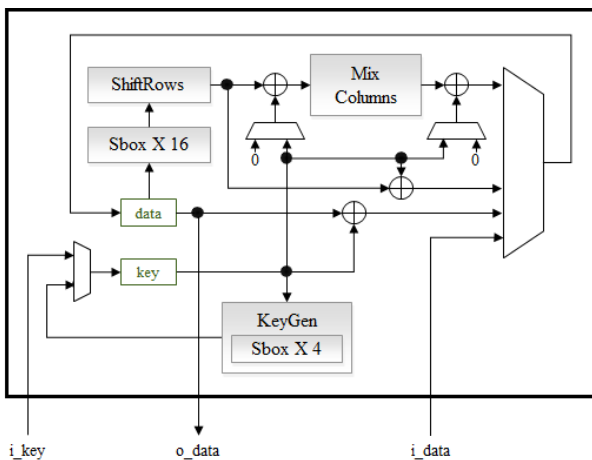 ShiftRows
Mix
Columns
Sbox X 16
0
0
data
key
KeyGen
Sbox X 4
i_key
o_data
i_data